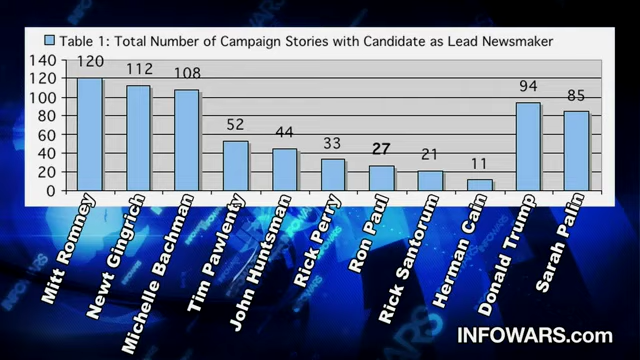 Table 1: Total Number of Campaign Stories with Candidate as Lead Newsmaker
140
120
100
80
60
40
20
0
120
112
108
52
44
33
27
21
11
94
85
Mitt Romney
Newt Gingrich
Michelle Bachman
Tim Pawlenty
John Huntsman
Rick Perry
Ron Paul
Rick Santorum
Herman Cain
Donald Trump
Sarah Palin
INFOWARS.com